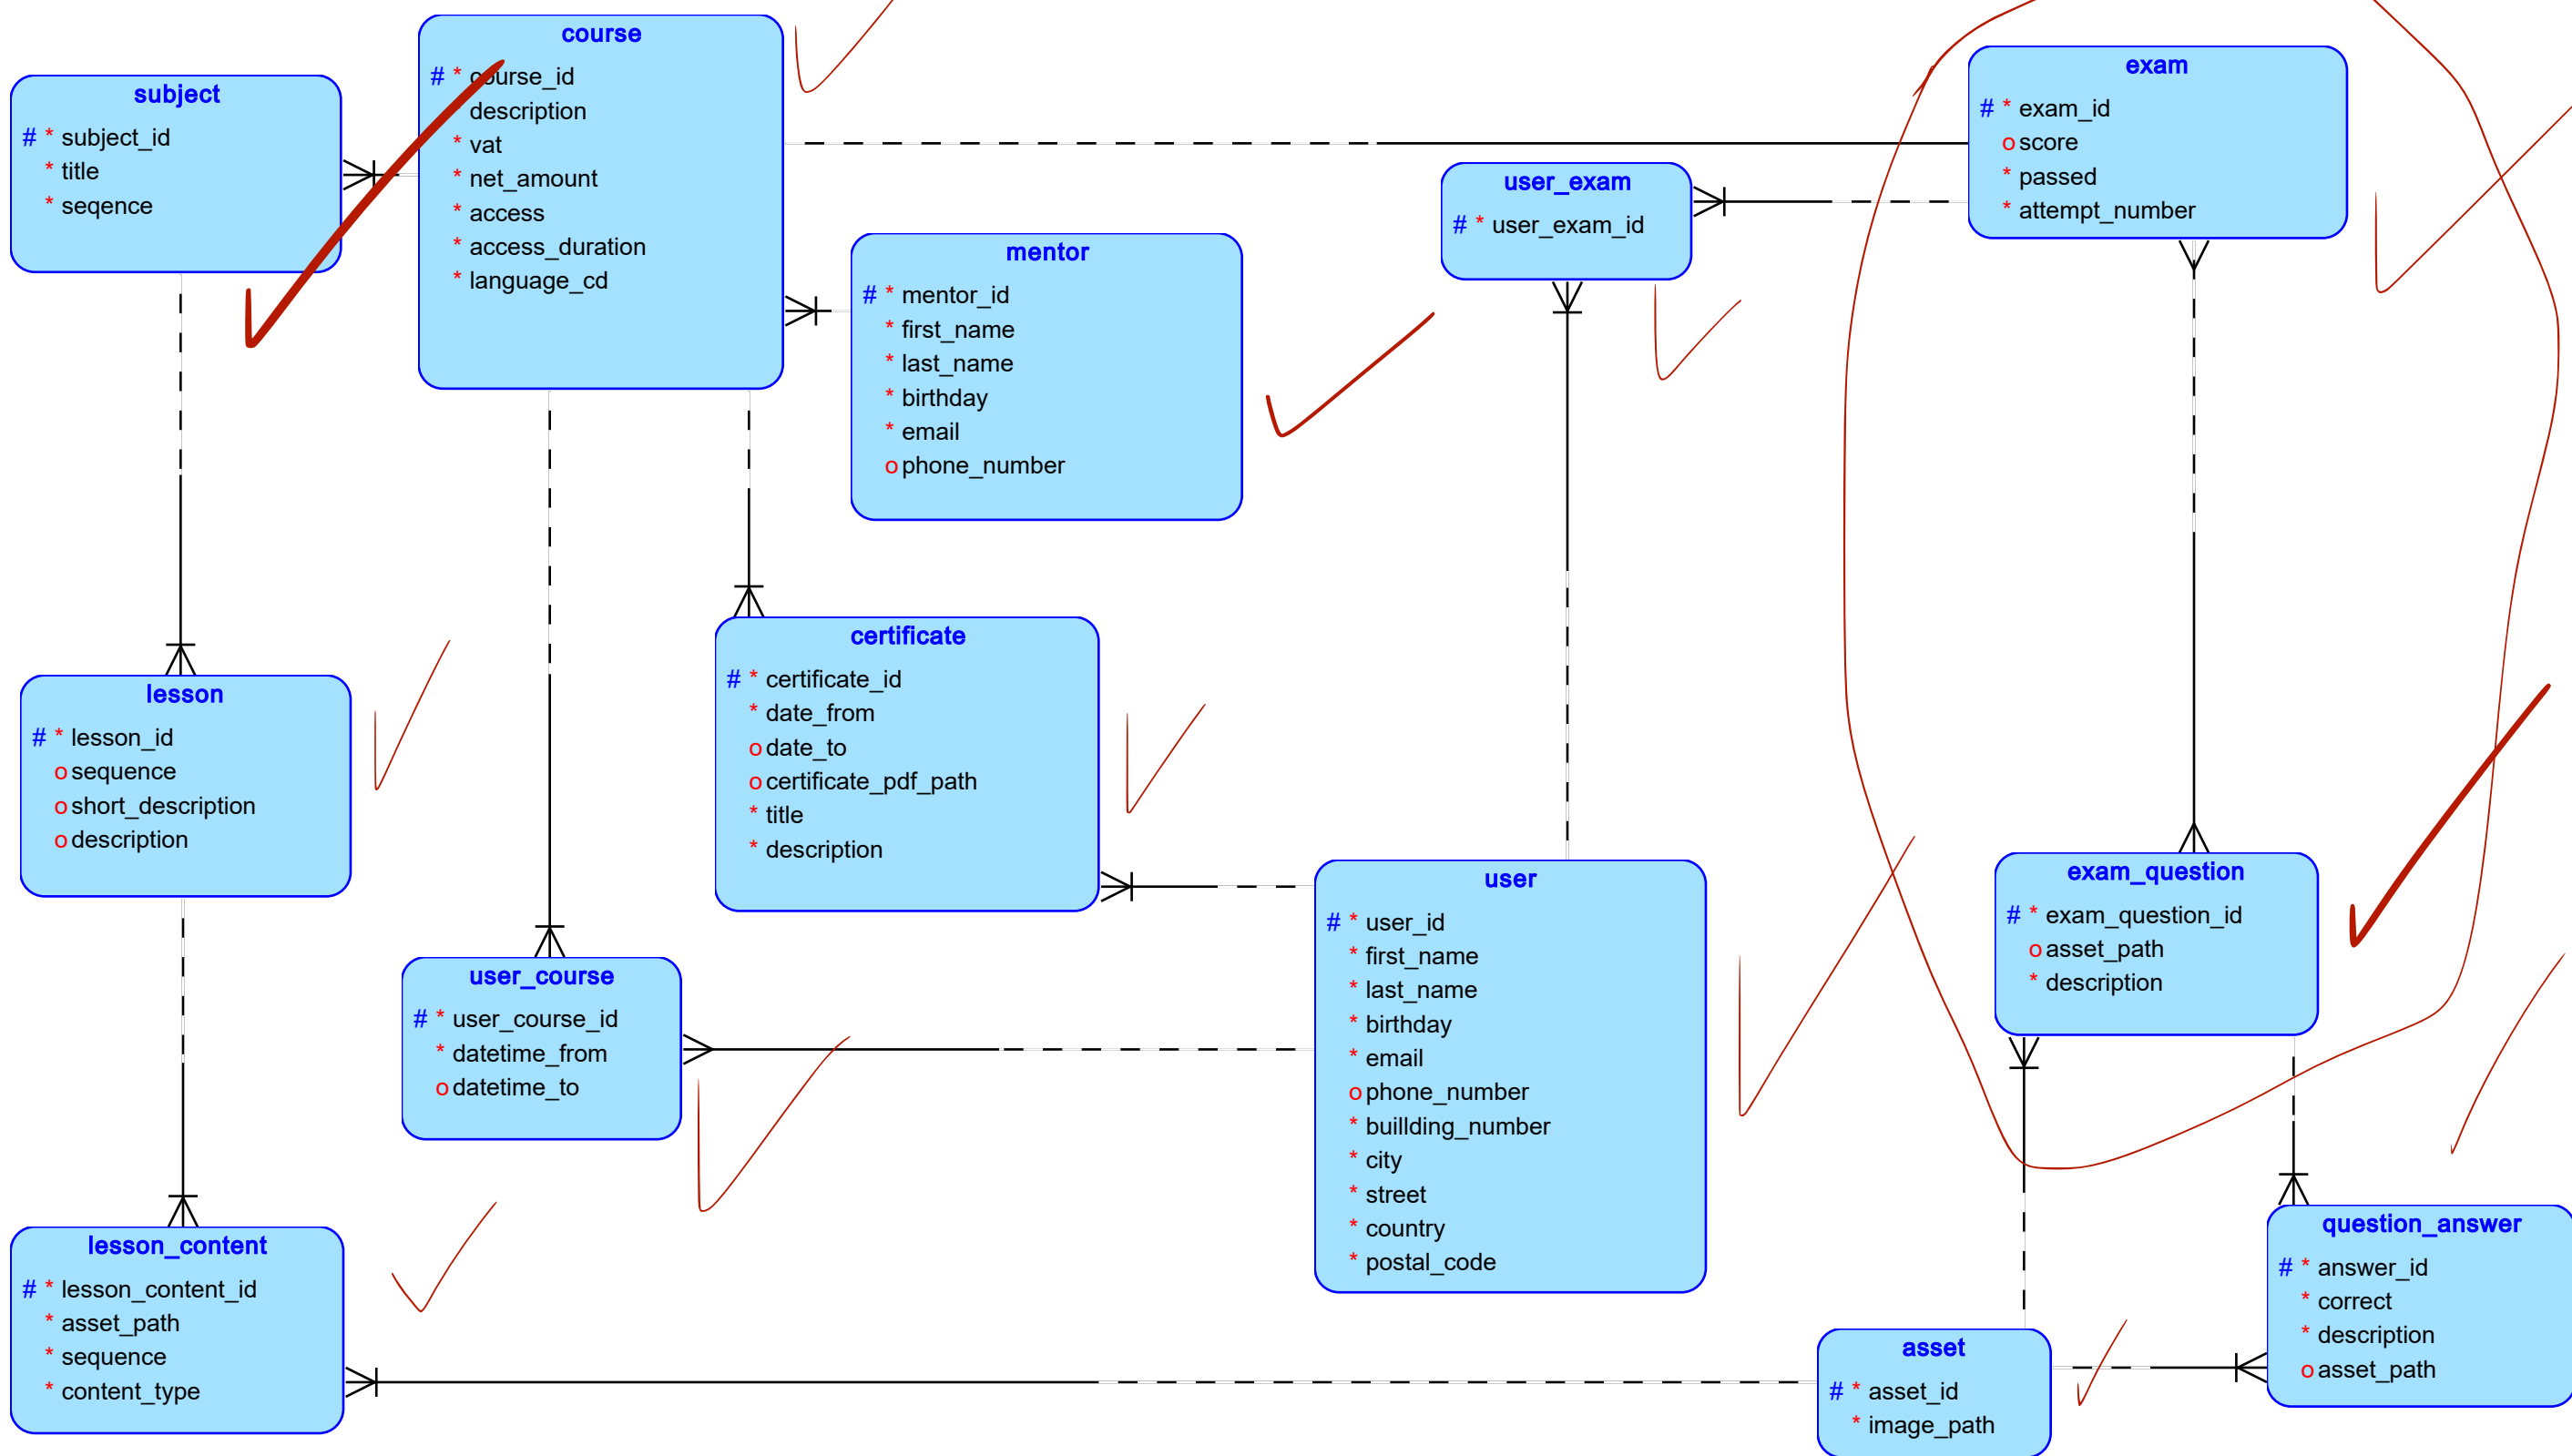 course
# * course_id
description
* vat
* net_amount
* access
* access_duration
* language_cd
subject
# * subject_id
* title
* seqence
exam
# * exam_id
o score
* passed
* attempt_number
user_exam
# * user_exam_id
mentor
# * mentor_id
* first_name
* last_name
* birthday
* email
o phone_number
certificate
# * certificate_id
* date_from
o date_to
o certificate_pdf_path
* title
* description
lesson
# * lesson_id
o sequence
o short_description
o description
user
# * user_id
* first_name
* last_name
* birthday
* email
o phone_number
* buillding_number
* city
* street
* country
* postal_code
exam_question
# * exam_question_id
o asset_path
* description
user_course
# * user_course_id
* datetime_from
o datetime_to
lesson_content
# * lesson_content_id
* asset_path
* sequence
* content_type
question_answer
# * answer_id
* correct
* description
o asset_path
asset
# * asset_id
* image_path